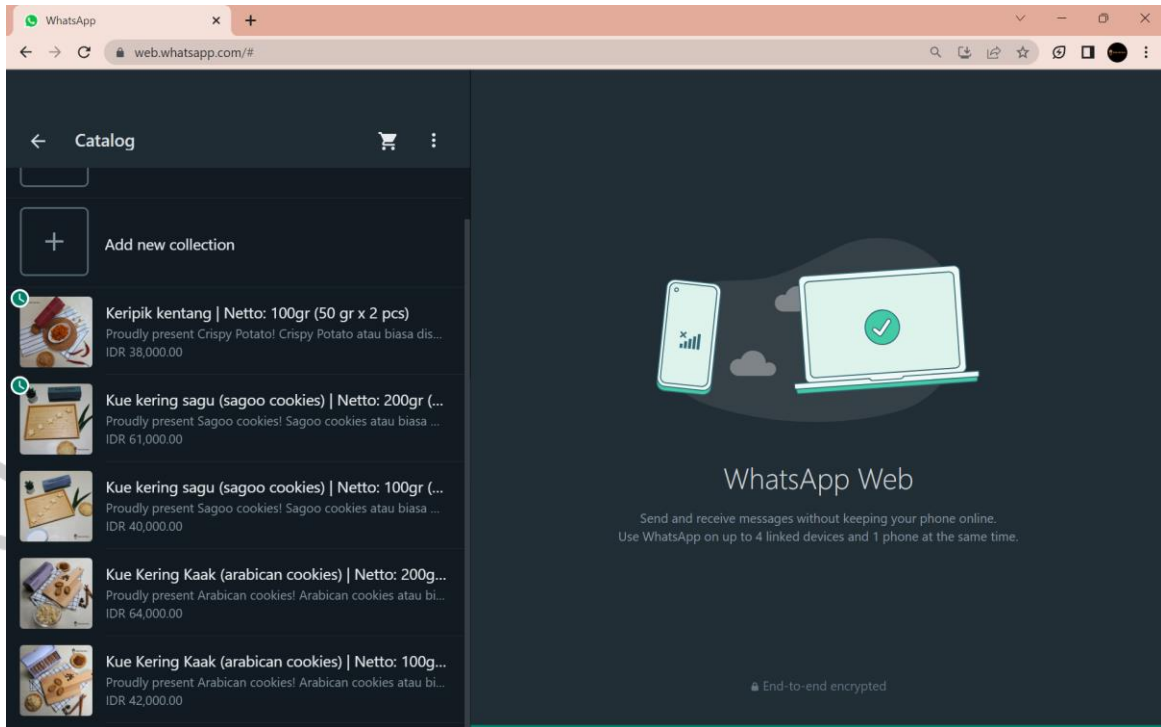 WhatsApp
web.whatsapp.com/#
Catalog
Add new collection
Keripik kentang | Netto: 100gr (50 gr x 2 pcs)
Proudly present Crispy Potato! Crispy Potato atau biasa dis...
IDR 38,000.00
Kue kering sagu (sagoo cookies) | Netto: 200gr (...
Proudly present Sagoo cookies! Sagoo cookies atau biasa ...
IDR 61,000.00
Kue kering sagu (sagoo cookies) | Netto: 100gr (...
Proudly present Sagoo cookies! Sagoo cookies atau biasa ...
IDR 40,000.00
Kue Kering Kaak (arabican cookies) | Netto: 200g...
Proudly present Arabican cookies! Arabican cookies atau bi...
IDR 64,000.00
Kue Kering Kaak (arabican cookies) | Netto: 100g...
Proudly present Arabican cookies! Arabican cookies atau bi...
IDR 42,000.00
WhatsApp Web
Send and receive messages without keeping your phone online.
Use WhatsApp on up to 4 linked devices and 1 phone at the same time.
End-to-end encrypted